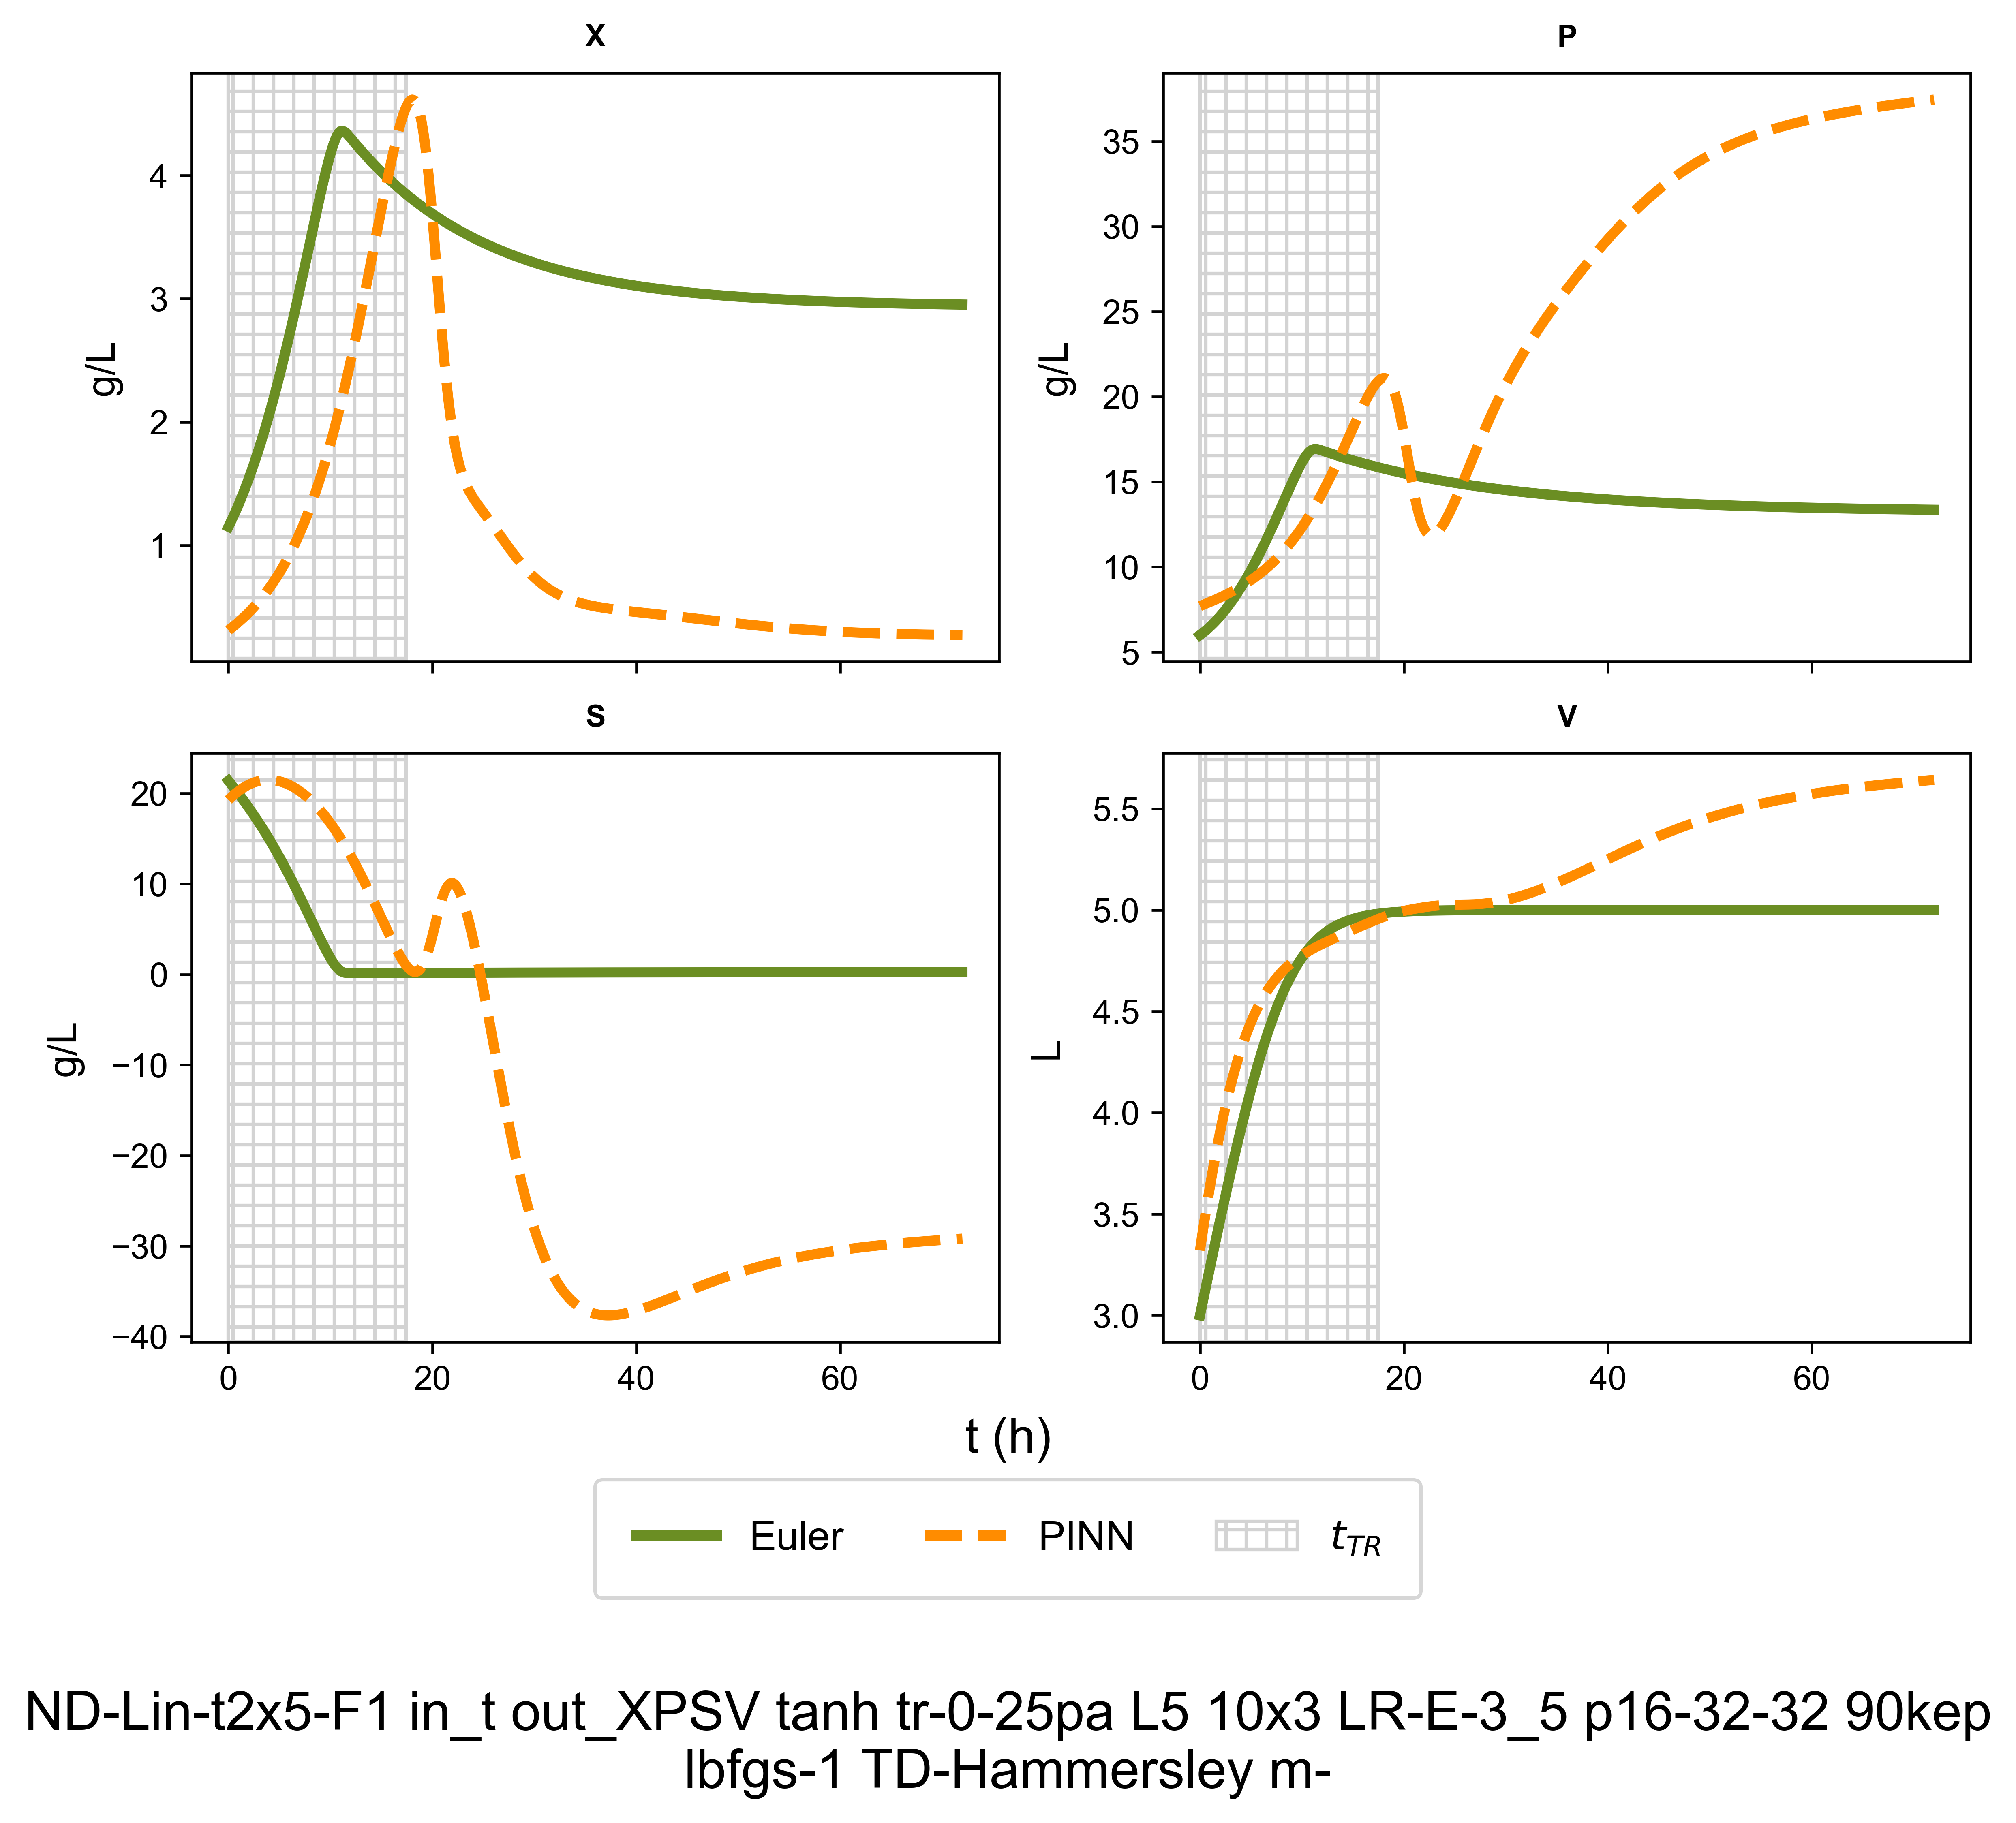 X
P
g/L
4
3
2
1
g/L
35
30
25
20
15
10
5
S
V
g/L
20
10
0
−10
−20
−30
−40
L
5.5
5.0
4.5
4.0
3.5
3.0
0
20
40
60
0
20
40
60
t (h)
Euler
PINN
t_TR
ND-Lin-t2x5-F1 in_t out_XPSV tanh tr-0-25pa L5 10x3 LR-E-3_5 p16-32-32 90kep
lbfgs-1 TD-Hammersley m-